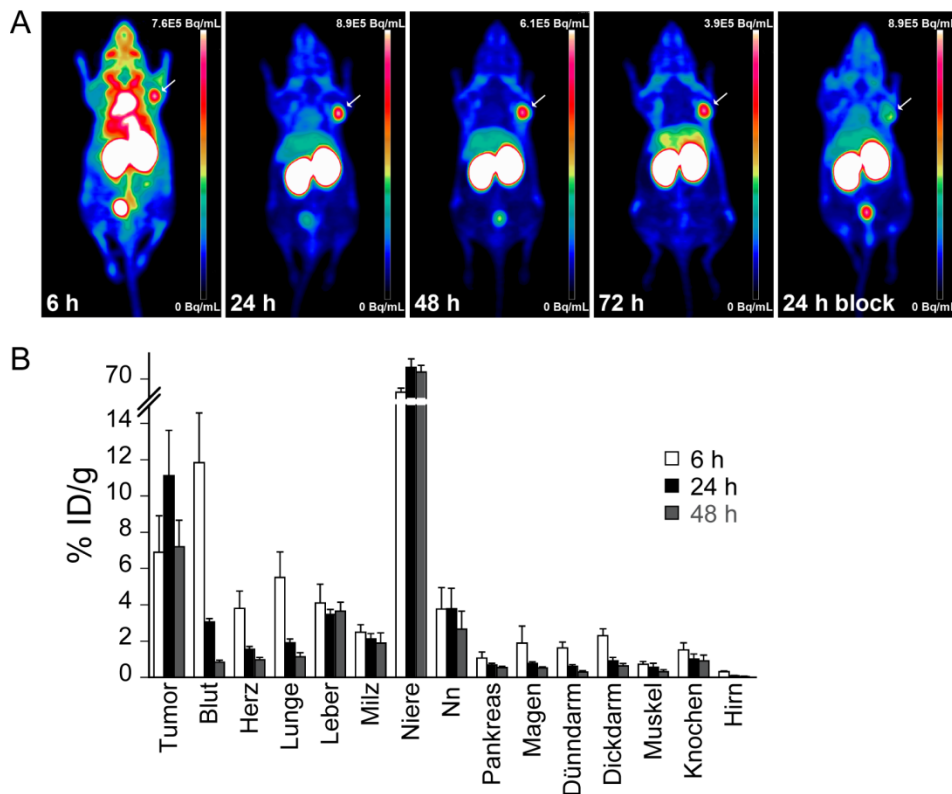 A
7.6E5 Bq/mL
8.9E5 Bq/mL
6.1E5 Bq/mL
3.9E5 Bq/mL
8.9E5 Bq/mL
6 h
0 Bq/mL
24 h
0 Bq/mL
48 h
0 Bq/mL
72 h
0 Bq/mL
24 h block
0 Bq/mL
B
% ID/g
70
14
12
10
8
6
4
2
0
6 h
24 h
48 h
Tumor
Blut
Herz
Lunge
Leber
Milz
Niere
Nn
Pankreas
Magen
Dünndarm
Dickdarm
Muskel
Knochen
Hirn